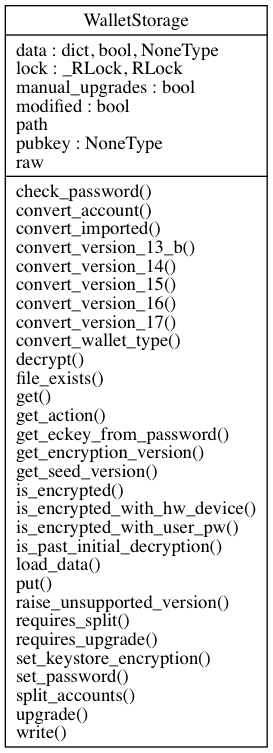 WalletStorage
data : dict, bool, NoneType
lock : _RLock, RLock
manual_upgrades : bool
modified : bool
path
pubkey : NoneType
raw
check_password()
convert_account()
convert_imported()
convert_version_13_b()
convert_version_14()
convert_version_15()
convert_version_16()
convert_version_17()
convert_wallet_type()
decrypt()
file_exists()
get()
get_action()
get_eckey_from_password()
get_encryption_version()
get_seed_version()
is_encrypted()
is_encrypted_with_hw_device()
is_encrypted_with_user_pw()
is_past_initial_decryption()
load_data()
put()
raise_unsupported_version()
requires_split()
requires_upgrade()
set_keystore_encryption()
set_password()
split_accounts()
upgrade()
write()